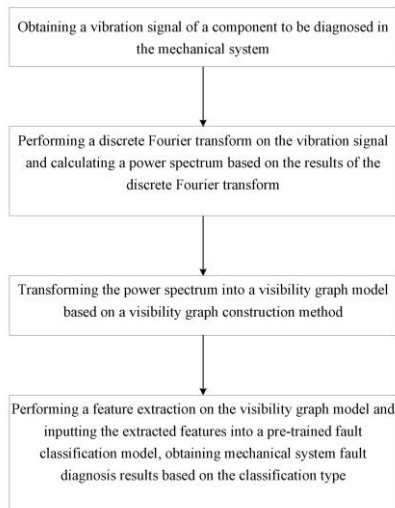 Obtaining a vibration signal of a component to be diagnosed in
the mechanical system
Performing a discrete Fourier transform on the vibration signal
and calculating a power spectrum based on the results of the
discrete Fourier transform
Transforming the power spectrum into a visibility graph model
based on a visibility graph construction method
Performing a feature extraction on the visibility graph model and
inputting the extracted features into a pre-trained fault
classification model, obtaining mechanical system fault
diagnosis results based on the classification type